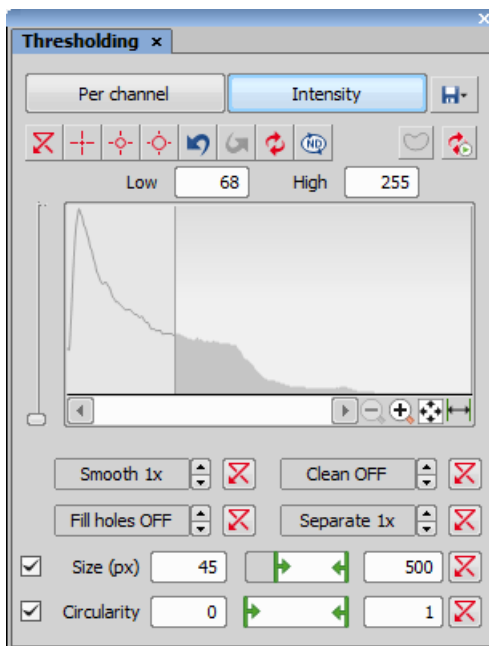 Thresholding ×
Per channel Intensity
ND
Low 68 High 255
Smooth 1x Clean OFF
Fill holes OFF Separate 1x
Size (px) 45 500
Circularity 0 1